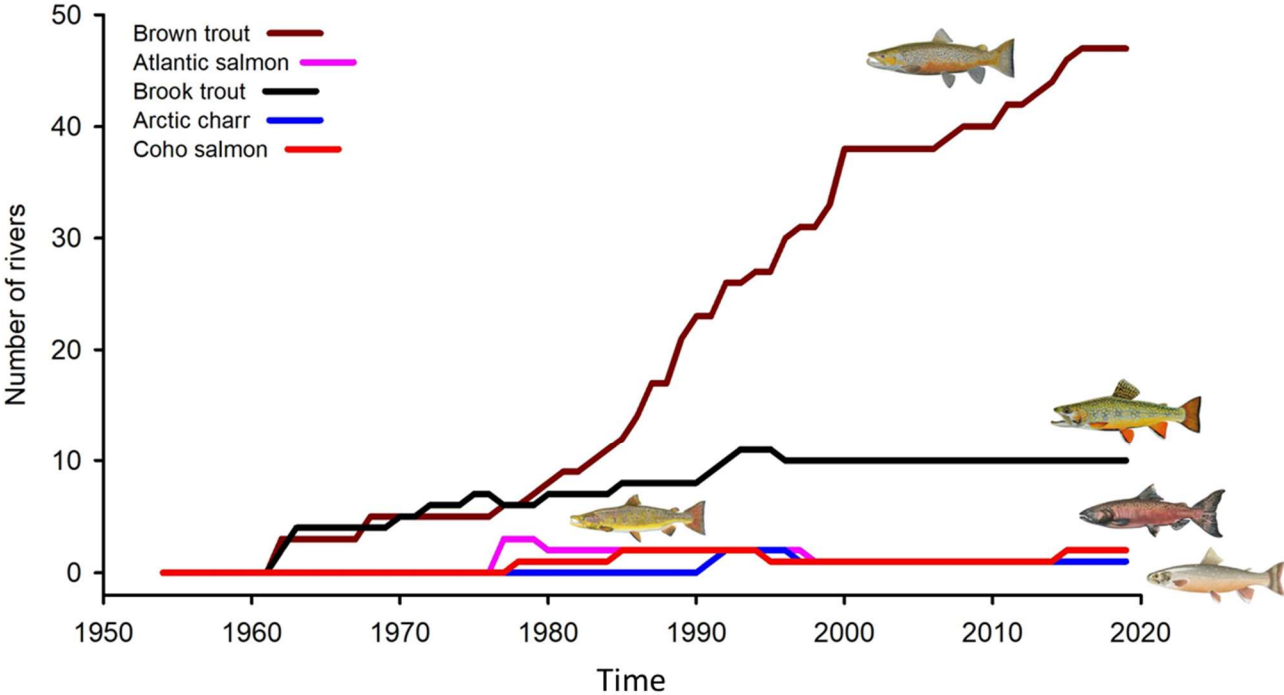 50
Brown trout
Atlantic salmon
Brook trout
Arctic charr
Coho salmon
40
30
20
10
0
Number of rivers
1950 1960 1970 1980 1990 2000 2010 2020
Time